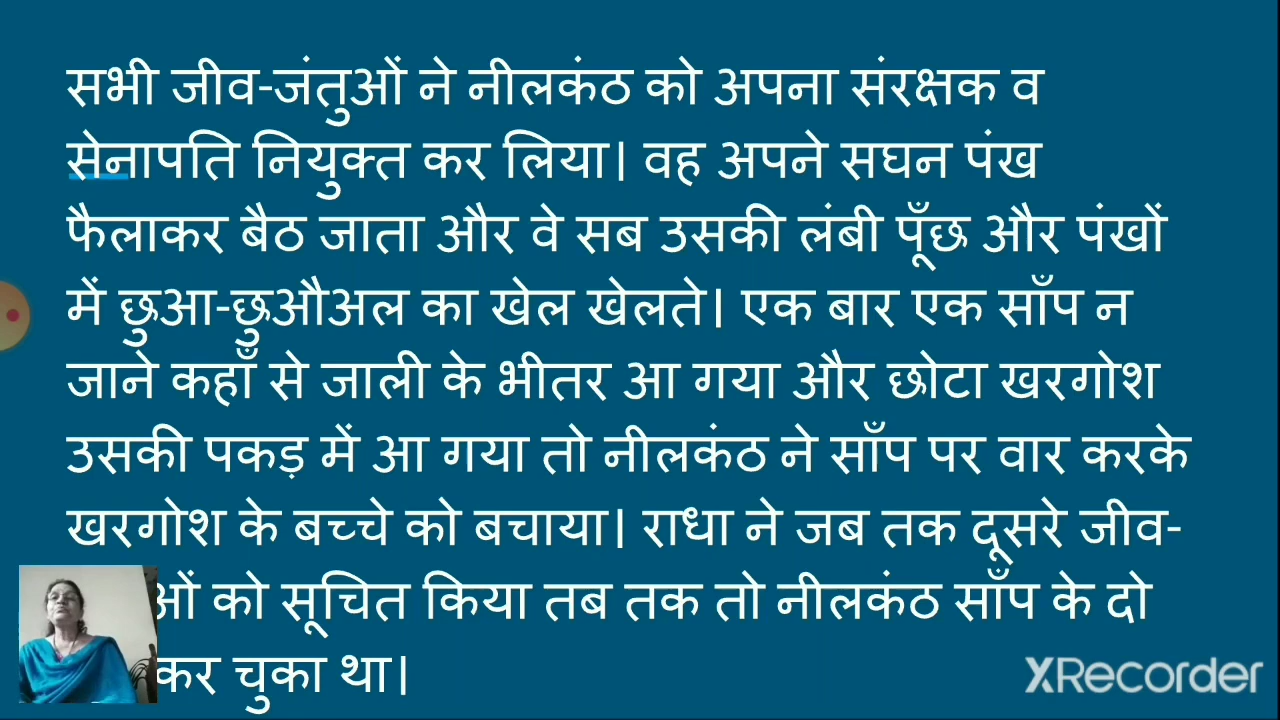 सभी जीव-जंतुओं ने नीलकंठ को अपना संरक्षक व
सेनापति नियुक्त कर लिया। वह अपने सघन पंख
फैलाकर बैठ जाता और वे सब उसकी लंबी पूँछ और पंखों
में छुआ-छुऔअल का खेल खेलते। एक बार एक साँप न
जाने कहाँ से जाली के भीतर आ गया और छोटा खरगोश
उसकी पकड़ में आ गया तो नीलकंठ ने साँप पर वार करके
खरगोश के बच्चे को बचाया। राधा ने जब तक दूसरे जीव-
को सूचित किया तब तक तो नीलकंठ साँप के दो
कर चुका था।
XRecorder